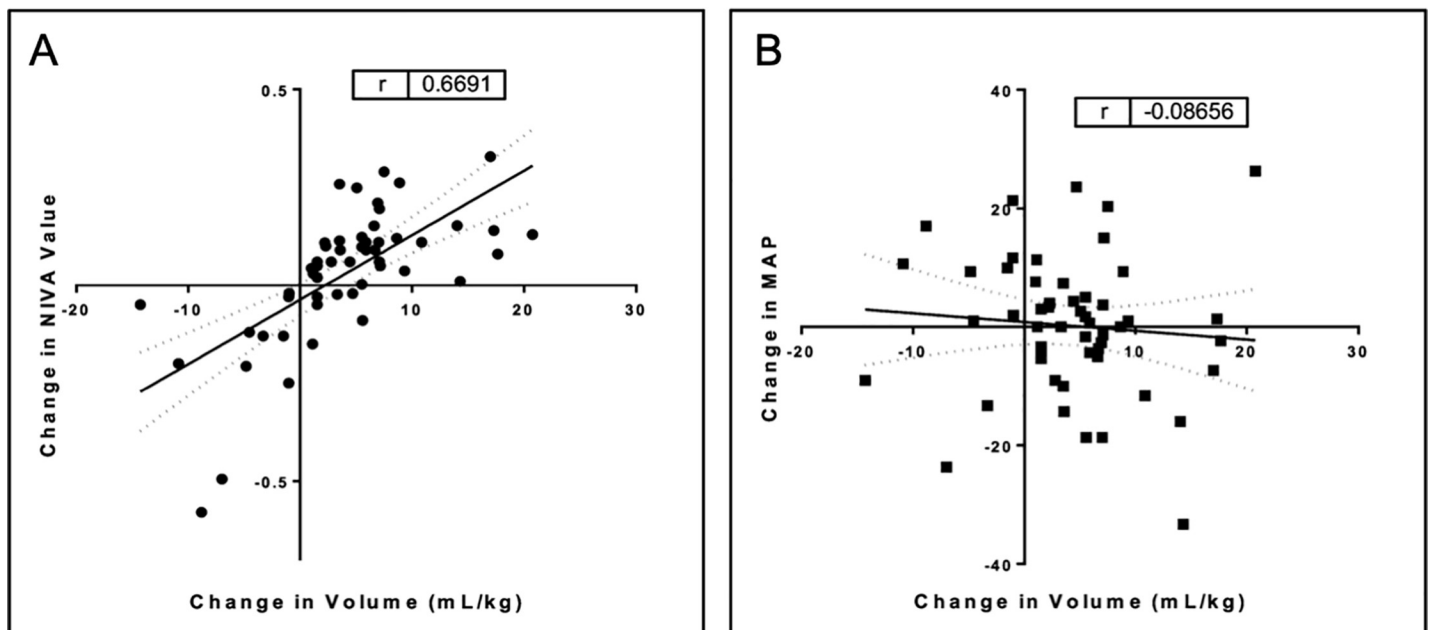 A
r 0.6691
0.5
-20 -10 10 20 30
-0.5
Change in NIVA Value
Change in Volume (mL/kg)
B
r -0.08656
40
20
-20 -10 10 20 30
-20
-40
Change in MAP
Change in Volume (mL/kg)